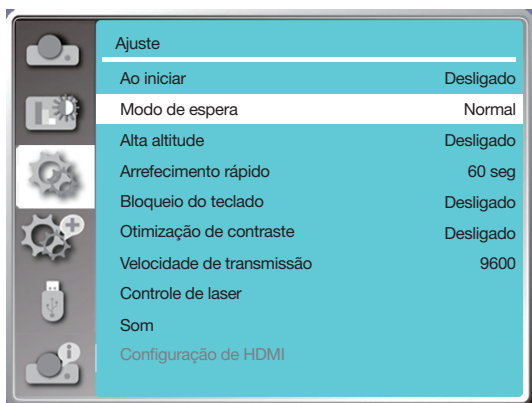 Ajuste
Ao iniciar Desligado
Modo de espera Normal
Alta altitude Desligado
Arrefecimento rápido 60 seg
Bloqueio do teclado Desligado
Otimização de contraste Desligado
Velocidade de transmissão 9600
Controle de laser
Som
Configuração de HDMI